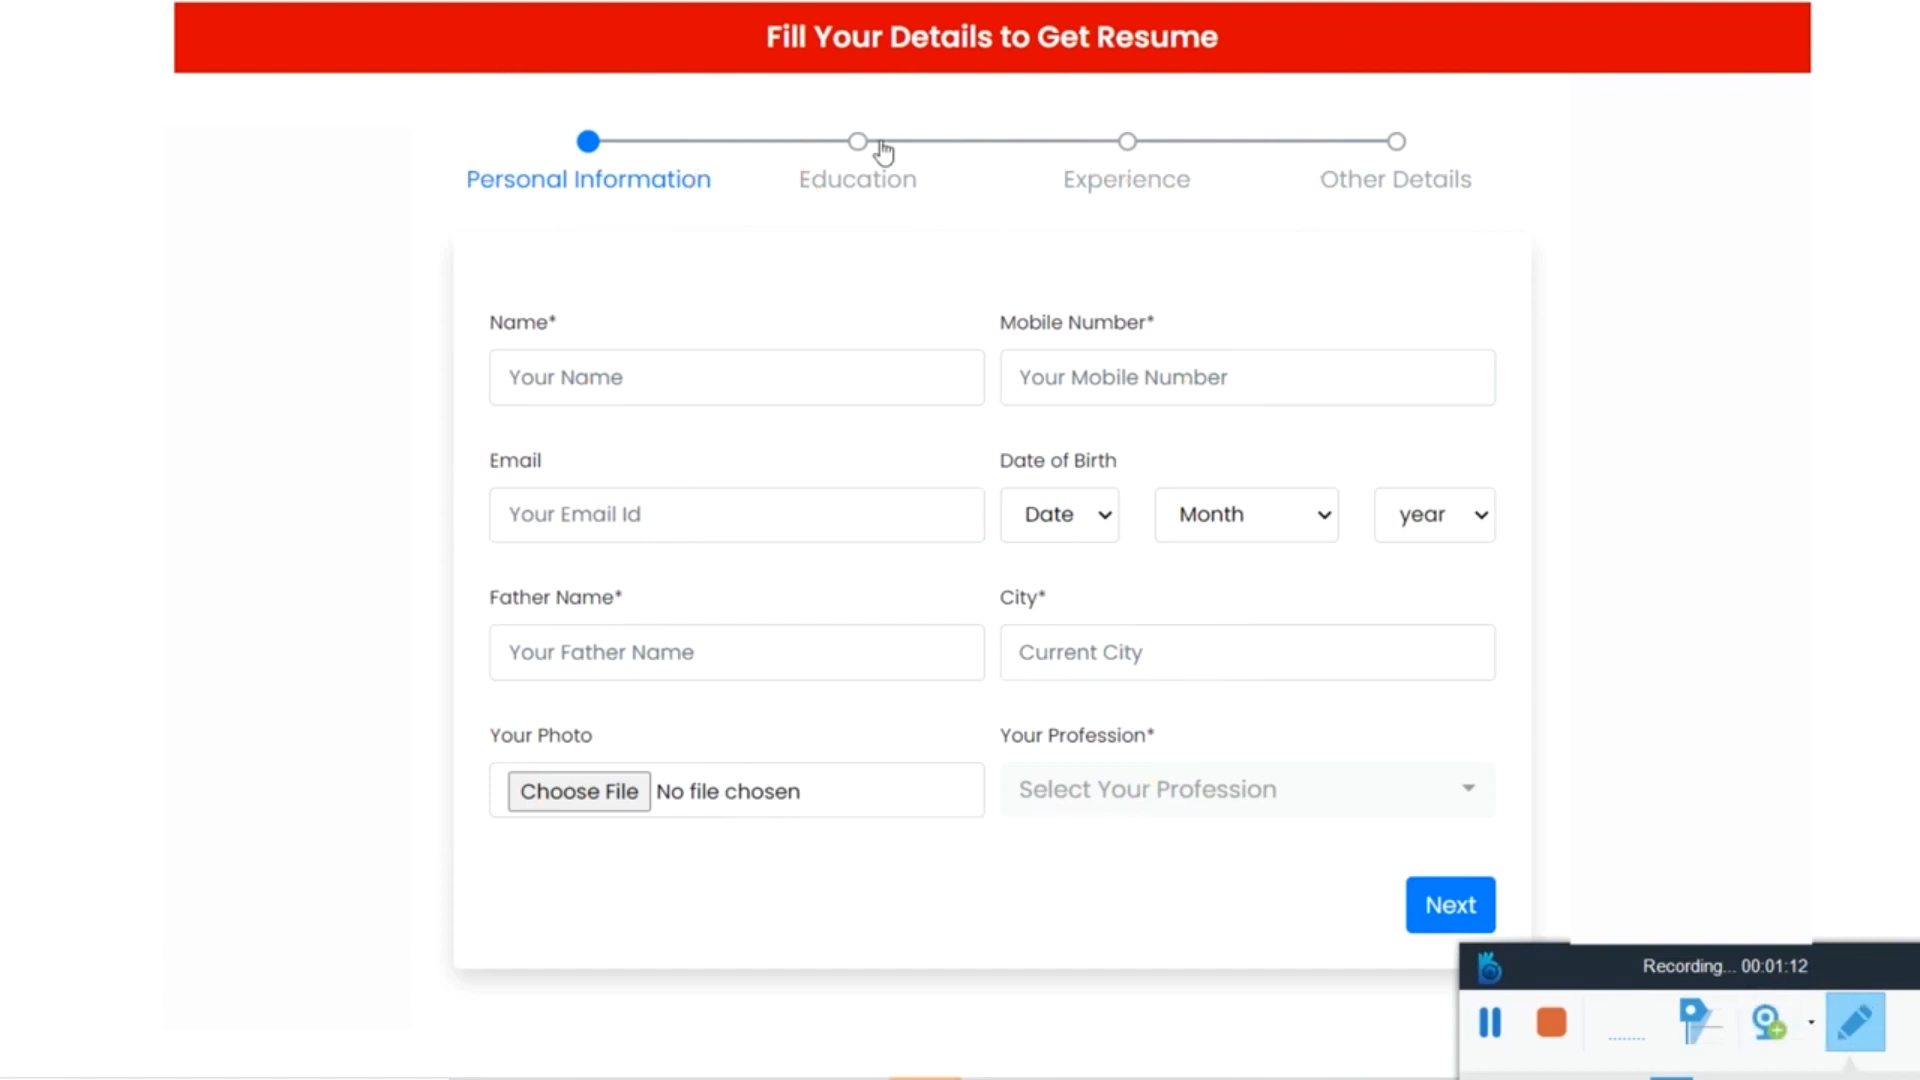 Fill Your Details to Get Resume
Personal Information Education Experience Other Details
Name* Mobile Number*
Your Name Your Mobile Number
Email Date of Birth
Your Email Id Date Month year
Father Name* City*
Your Father Name Current City
Your Photo Your Profession*
Choose File No file chosen Select Your Profession
Next
Recording... 00:01:12